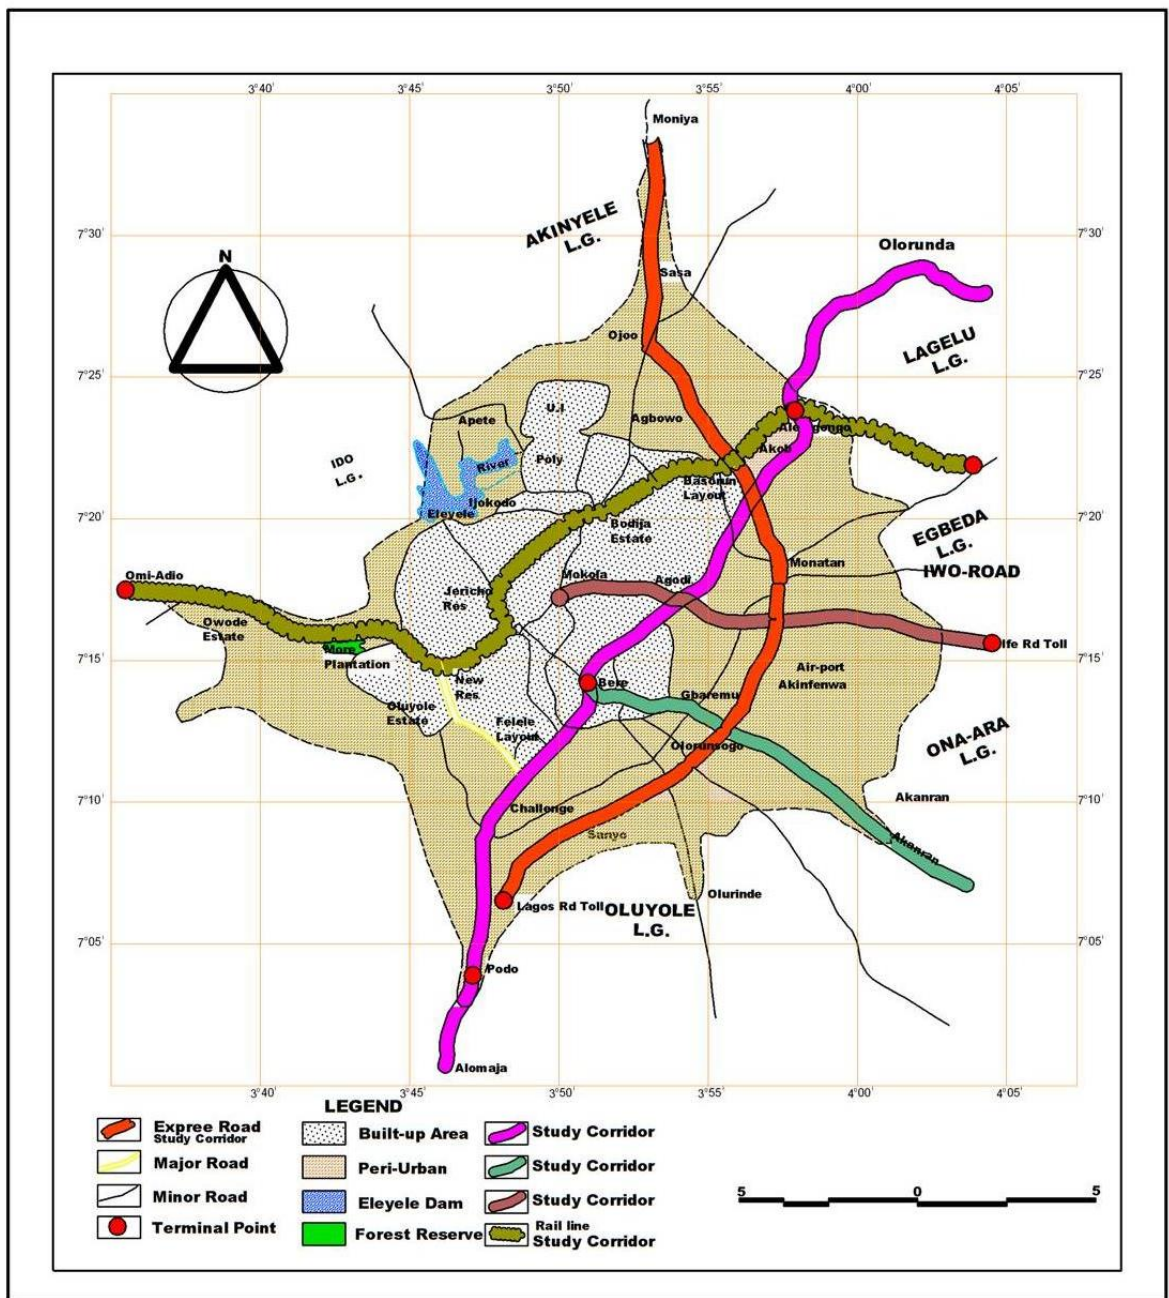 3°40'
3°45'
3°50'
3°55'
4°00'
4°05'
Moniya
AKINYELE
L.G.
7°30'
7°30'
Olorunda
N
Sasa
Ojoo
LAGELU
L.G.
7°25'
7°25'
U.I
Apete
Agbowo
Akob
IDO
L.G.
River
Poly
Basorun
Layout
Ijokodo
Eleyele
7°20'
7°20'
Bodija
Estate
EGBEDA
L.G.
IWO-ROAD
Monatan
Omi-Adio
Mokola
Agodi
Jericho
Res
Owode
Estate
More
Plantation
Ife Rd Toll
7°15'
7°15'
Air-port
Akinfenwa
New
Res
Bere
Gbaremu
Oluyole
Estate
Felele
Layout
Olorunsogo
ONA-ARA
L.G.
7°10'
7°10'
Akanran
Challenge
Sanyo
Akanran
Olurinde
Lagos Rd Toll
OLUYOLE
L.G.
7°05'
7°05'
Podo
Alomaja
3°40'
3°45'
3°50'
3°55'
4°00'
4°05'
LEGEND
Expree Road
Study Corridor
Major Road
Minor Road
Terminal Point
Built-up Area
Peri-Urban
Eleyele Dam
Forest Reserve
Study Corridor
Study Corridor
Study Corridor
Rail line
Study Corridor
5 0 5